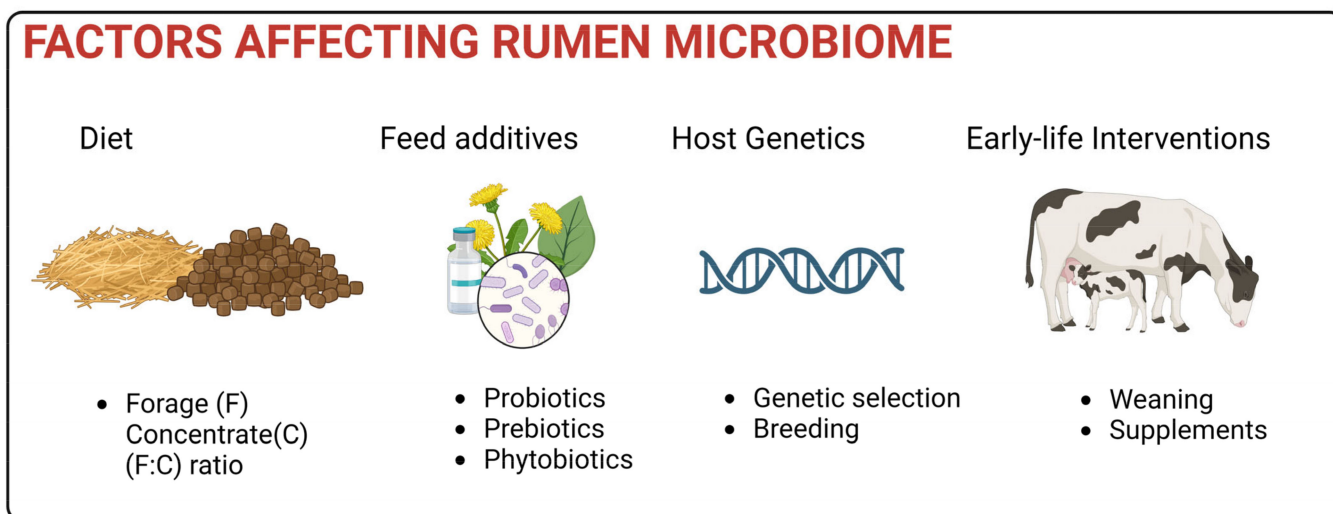 FACTORS AFFECTING RUMEN MICROBIOME
Diet
Feed additives
Host Genetics
Early-life Interventions
• Forage (F)
Concentrate(C)
(F:C) ratio
• Probiotics
• Prebiotics
• Phytobiotics
• Genetic selection
• Breeding
• Weaning
• Supplements